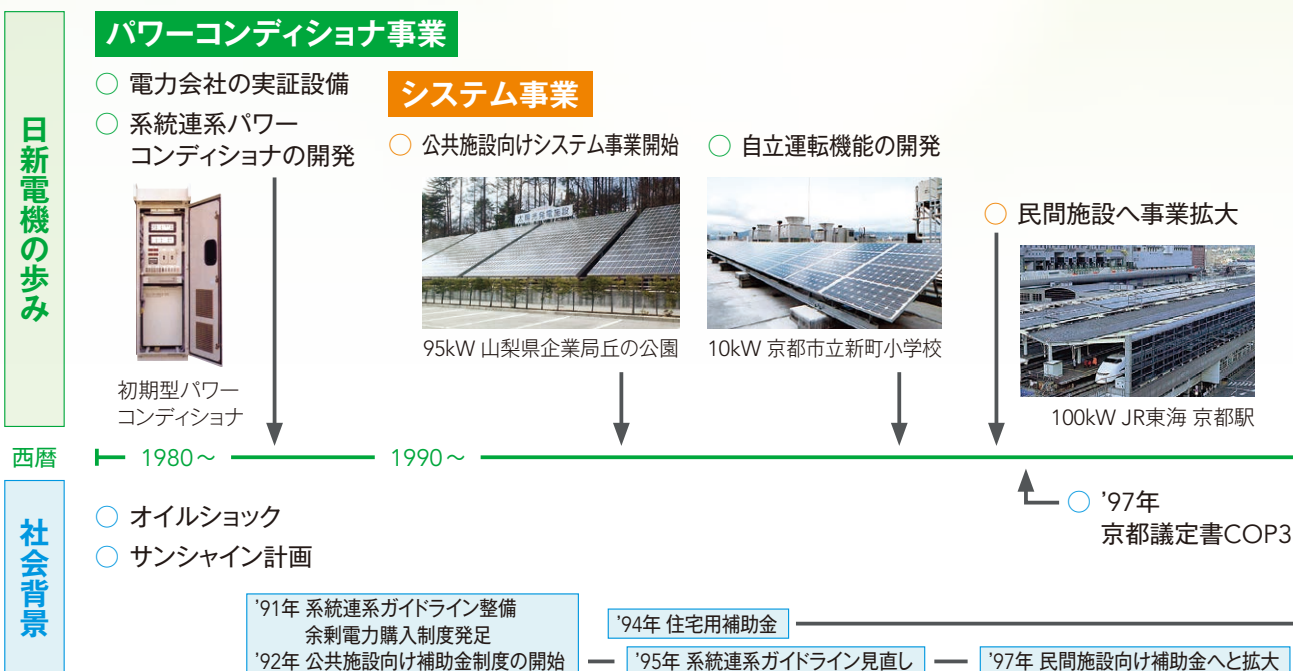 日新電機の歩み
パワーコンディショナ事業
○ 電力会社の実証設備
○ 系統連系パワー
コンディショナの開発
初期型パワー
コンディショナ
システム事業
○ 公共施設向けシステム事業開始
太陽光発電施設
95kW 山梨県企業局丘の公園
○ 自立運転機能の開発
10kW 京都市立新町小学校
○ 民間施設へ事業拡大
100kW JR東海 京都駅
西暦
1980～
1990～
社会背景
○ オイルショック
○ サンシャイン計画
○ ’97年
京都議定書COP3
’91年 系統連系ガイドライン整備
余剰電力購入制度発足
’92年 公共施設向け補助金制度の開始
’94年 住宅用補助金
’95年 系統連系ガイドライン見直し
’97年 民間施設向け補助金へと拡大